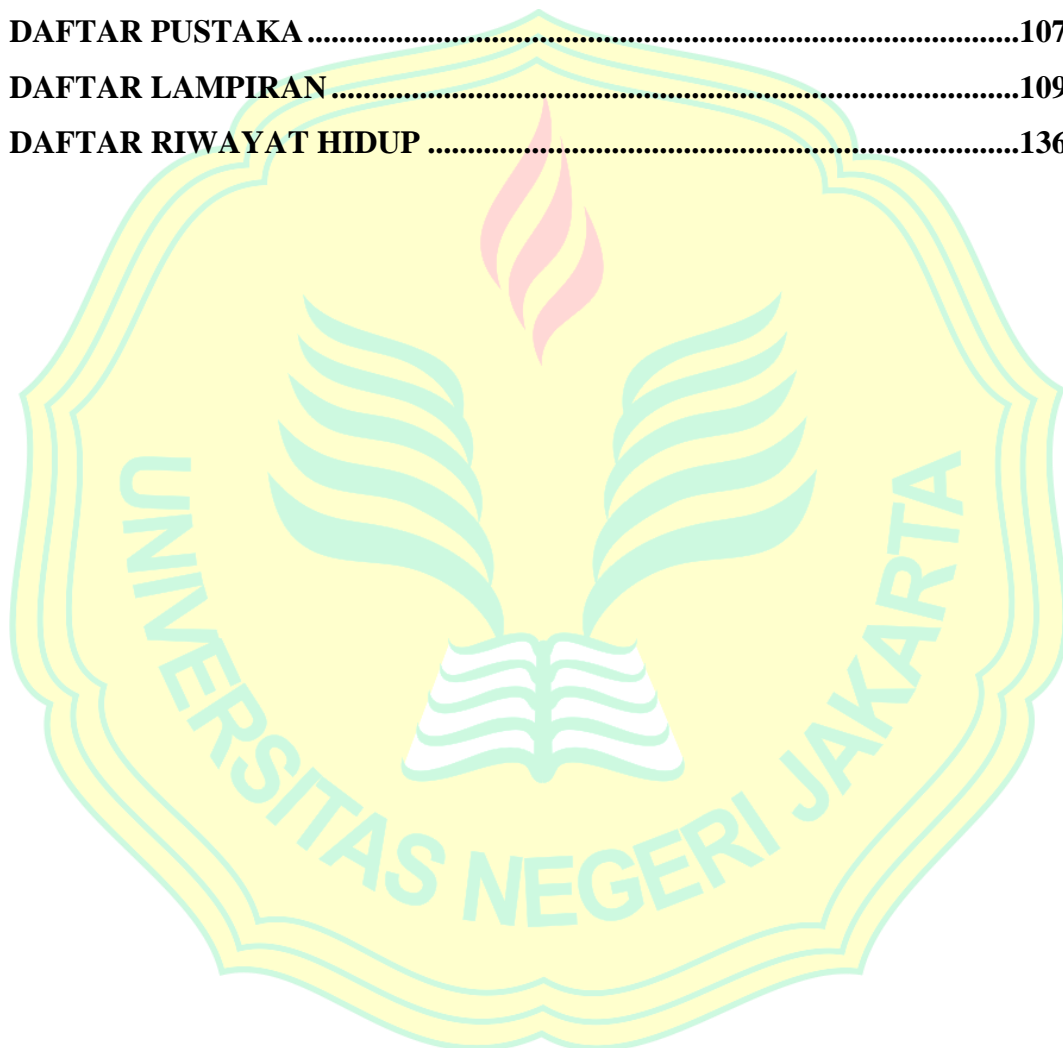 DAFTAR PUSTAKA.........................................................................................107
DAFTAR LAMPIRAN......................................................................................109
DAFTAR RIWAYAT HIDUP ..........................................................................136
UNIVERSITAS NEGERI JAKARTA